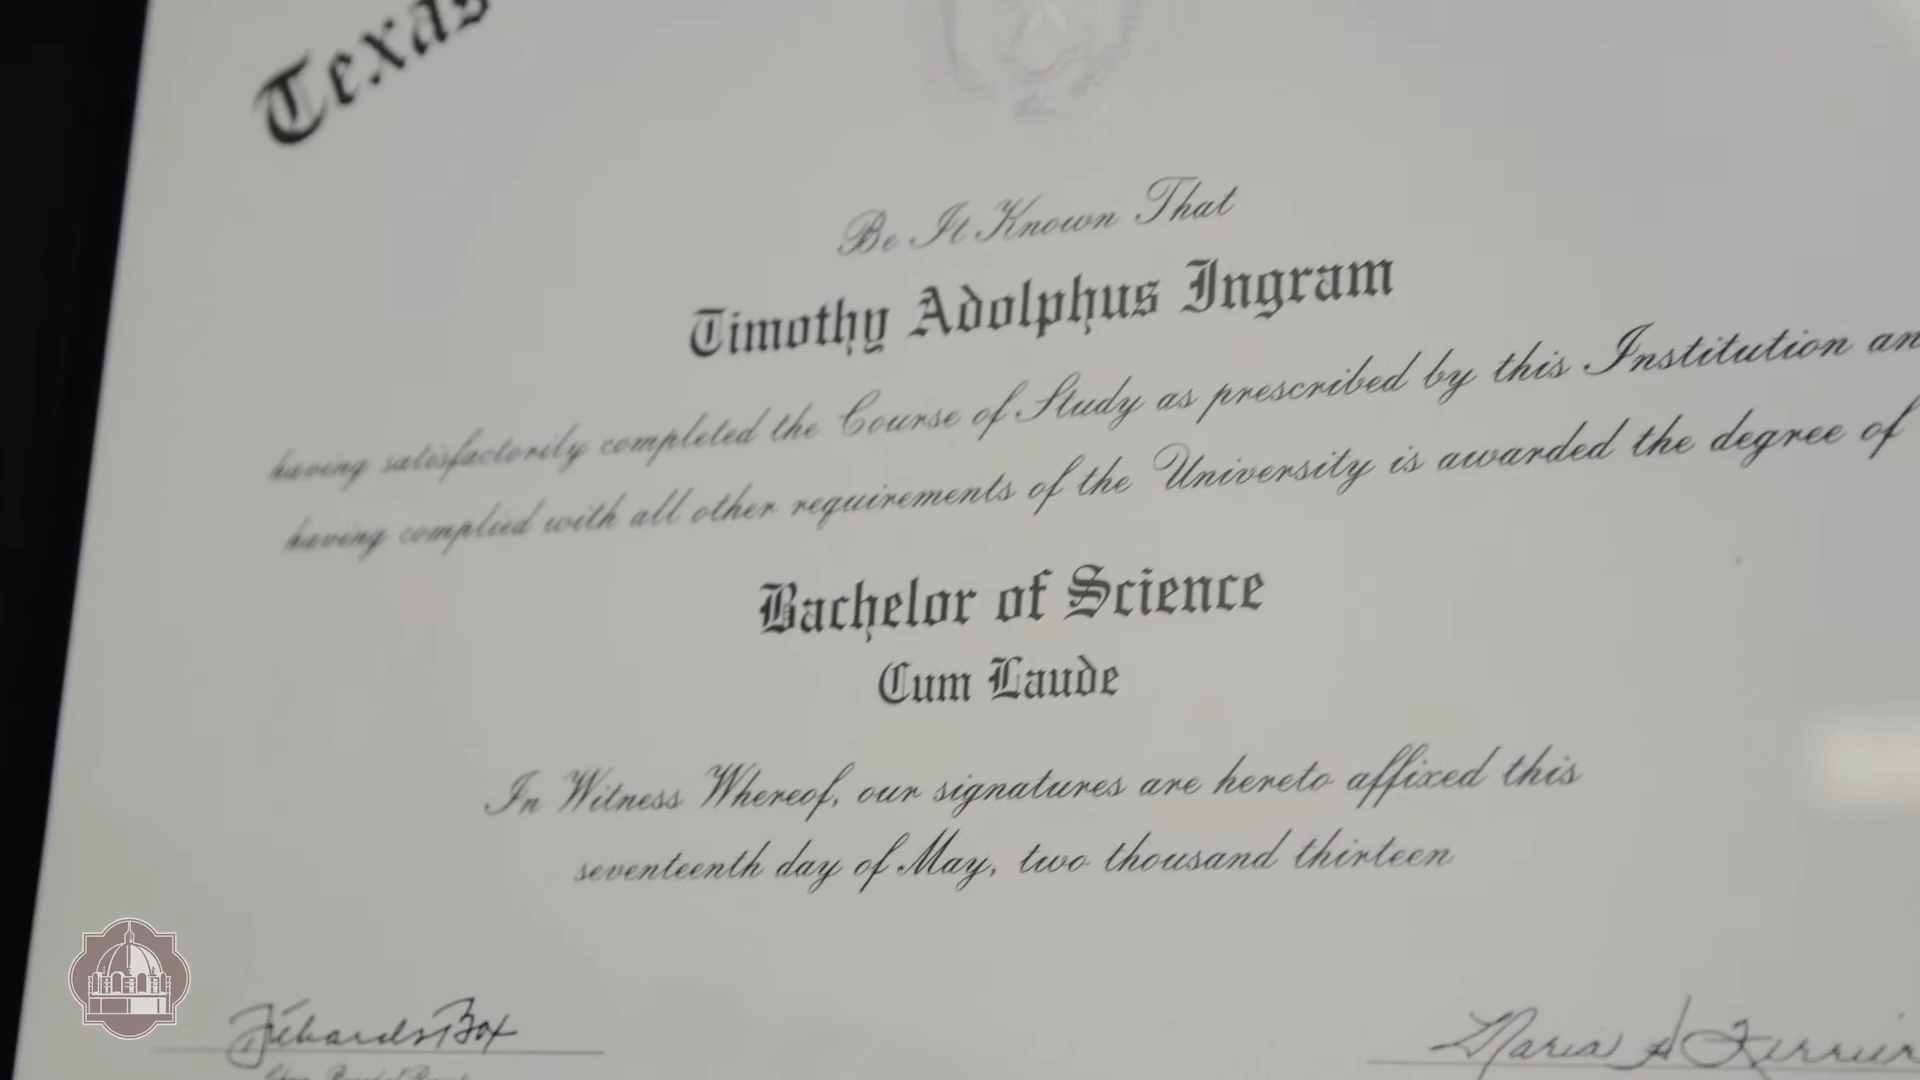 Texas
Be It Known That
Timothy Adolphus Ingram
having satisfactorily completed the Course of Study as prescribed by this Institution an
having complied with all other requirements of the University is awarded the degree of
Bachelor of Science
Cum Laude
In Witness Whereof, our signatures are hereto affixed this
seventeenth day of May, two thousand thirteen
Maria H Ferrier